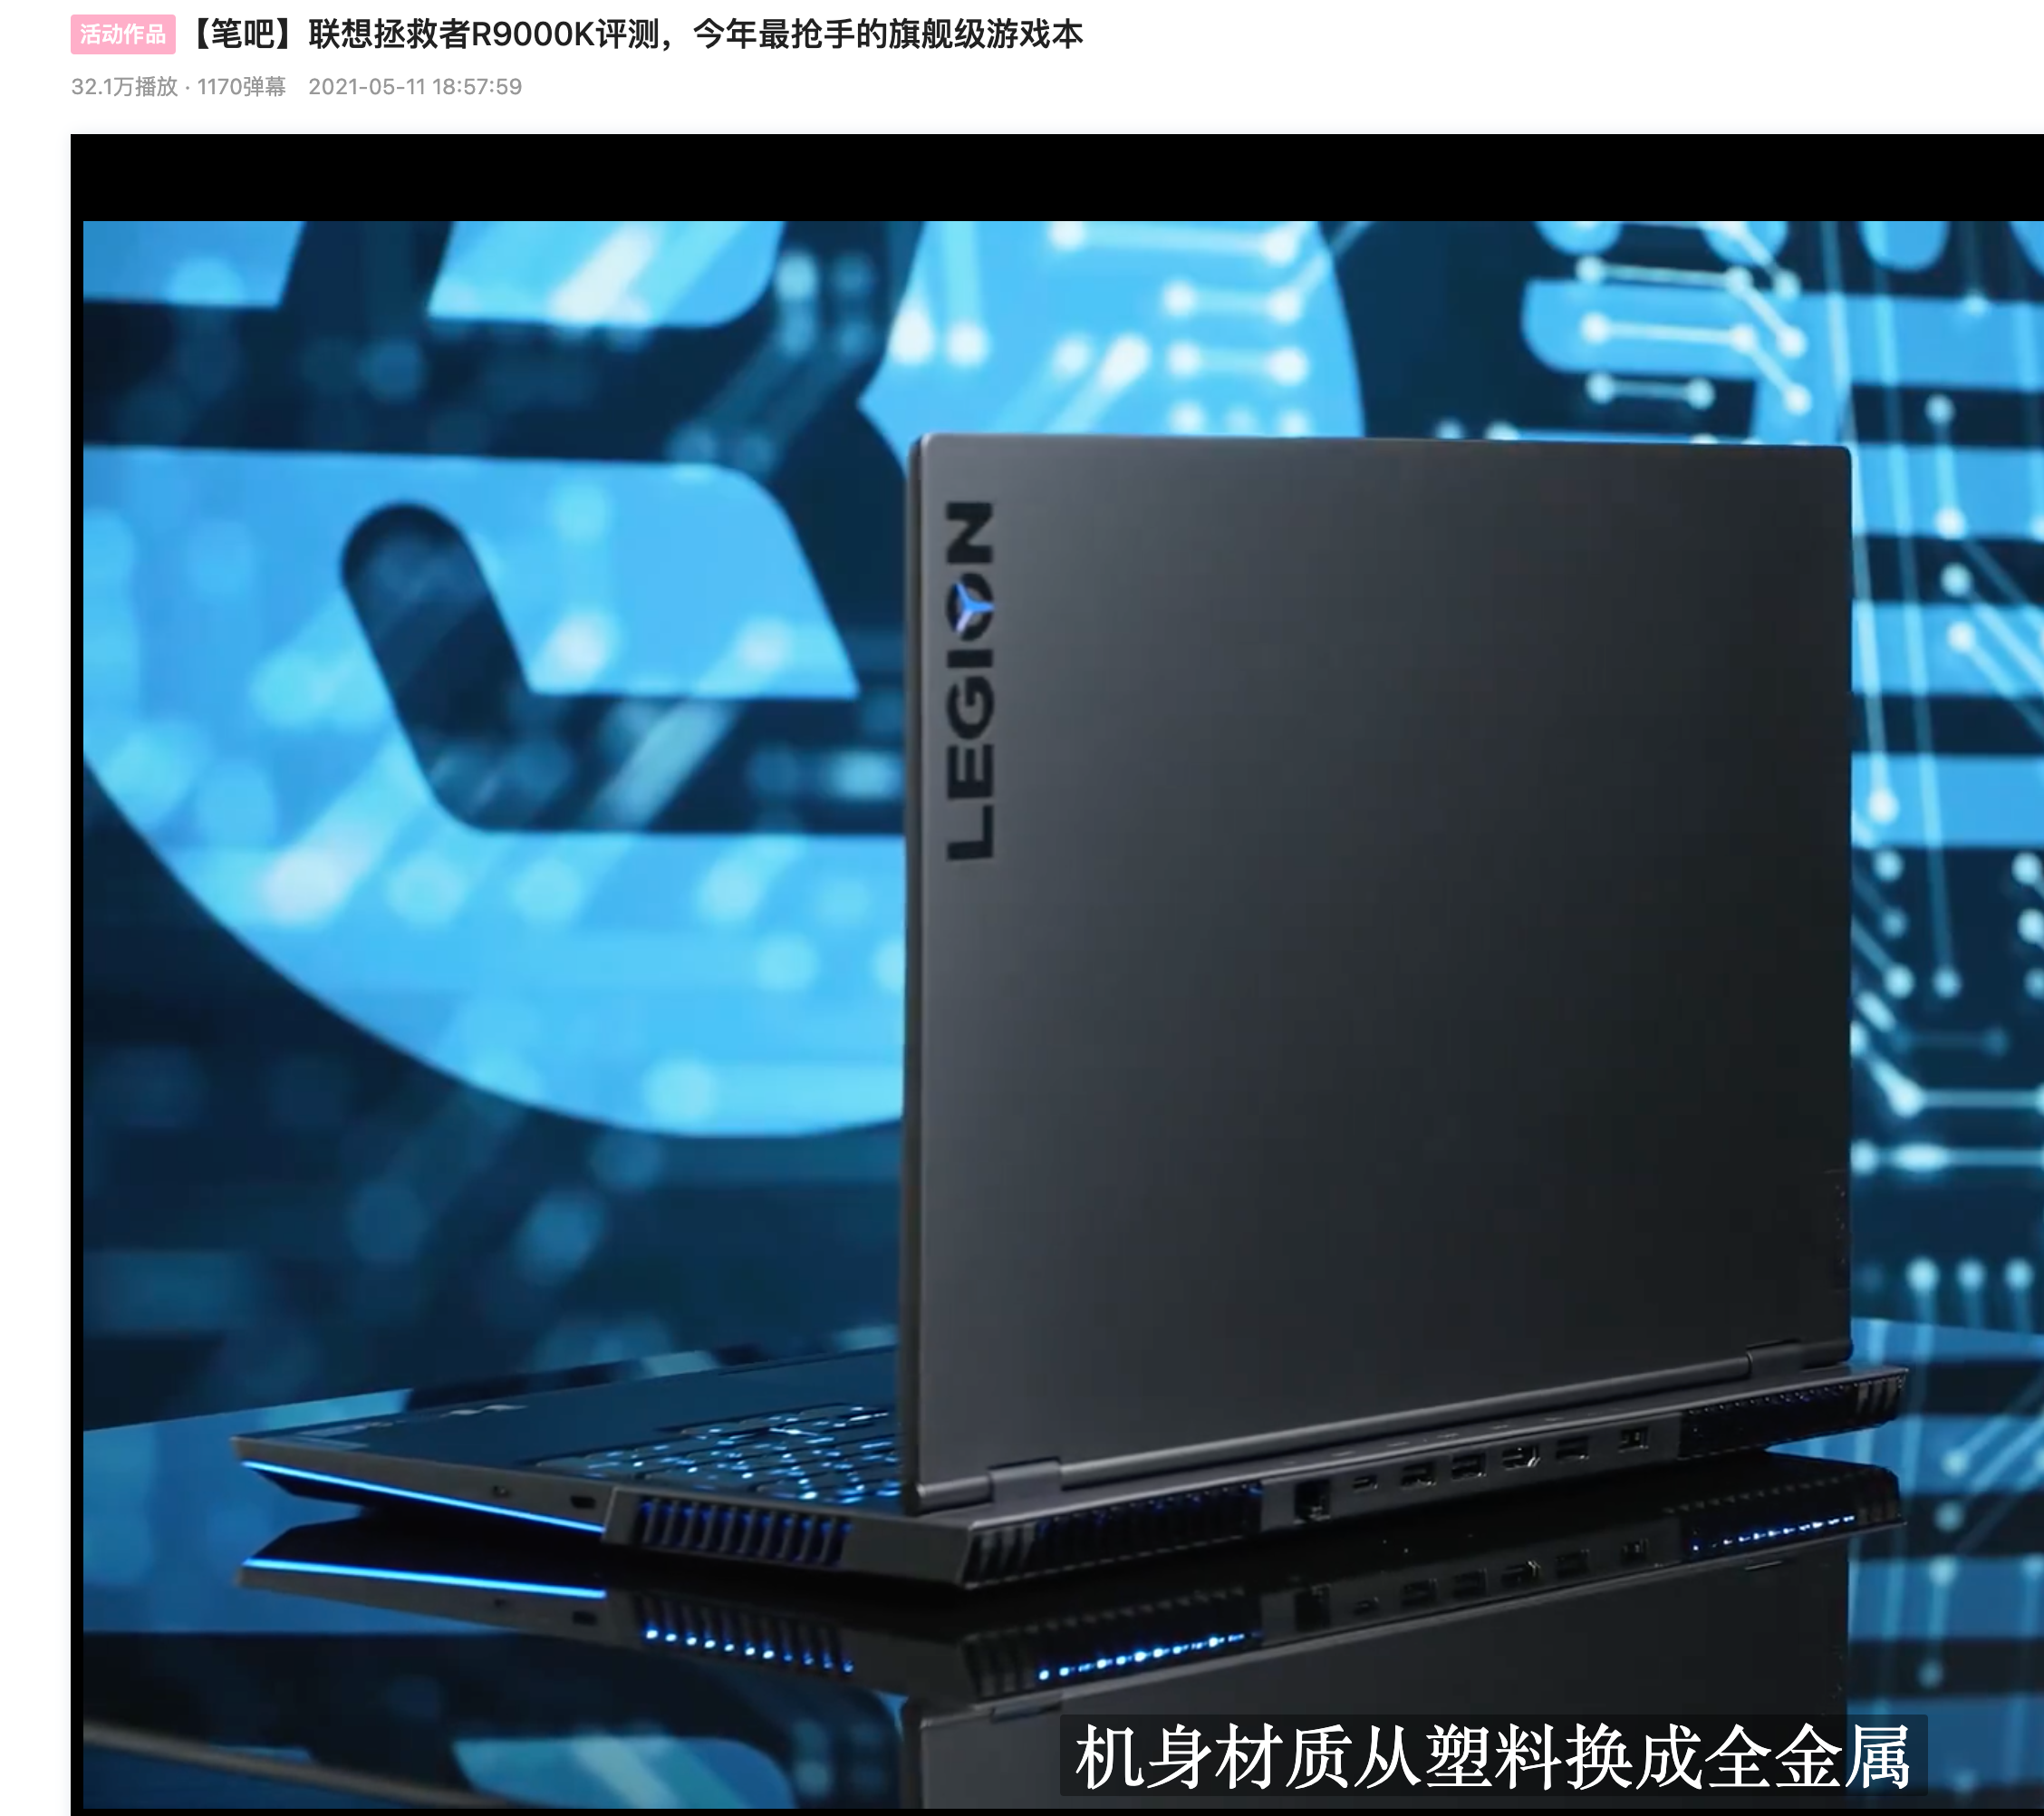 活动作品 【笔吧】联想拯救者R9000K评测，今年最抢手的旗舰级游戏本
32.1万播放 · 1170弹幕 2021-05-11 18:57:59
LEGION
机身材质从塑料换成全金属